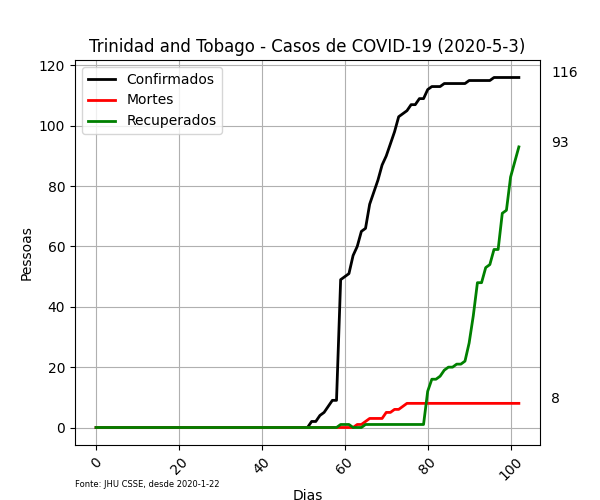 Trinidad and Tobago - Casos de COVID-19 (2020-5-3)
120
100
80
60
40
20
0
Pessoas
Confirmados
Mortes
Recuperados
116
93
8
0
20
40
60
80
100
Fonte: JHU CSSE, desde 2020-1-22
Dias